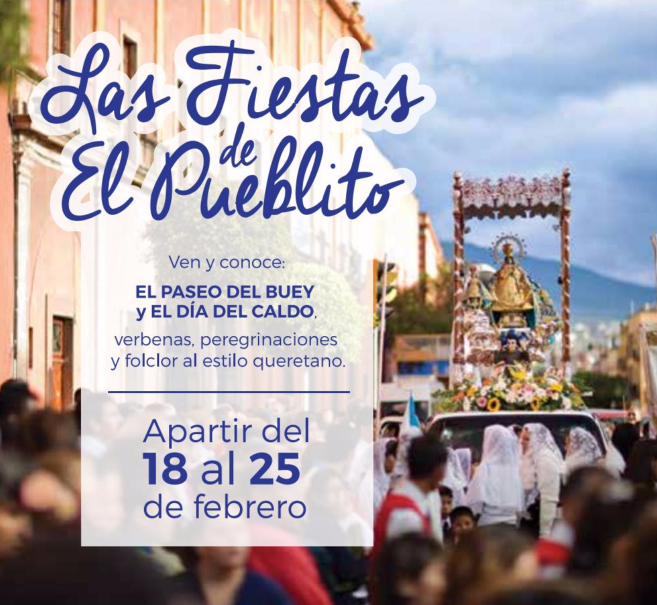 Las Fiestas
de
El Pueblito
Ven y conoce:
EL PASEO DEL BUEY
y EL DÍA DEL CALDO,
verbenas, peregrinaciones
y folclor al estilo queretano.
Apartir del
18 al 25
de febrero